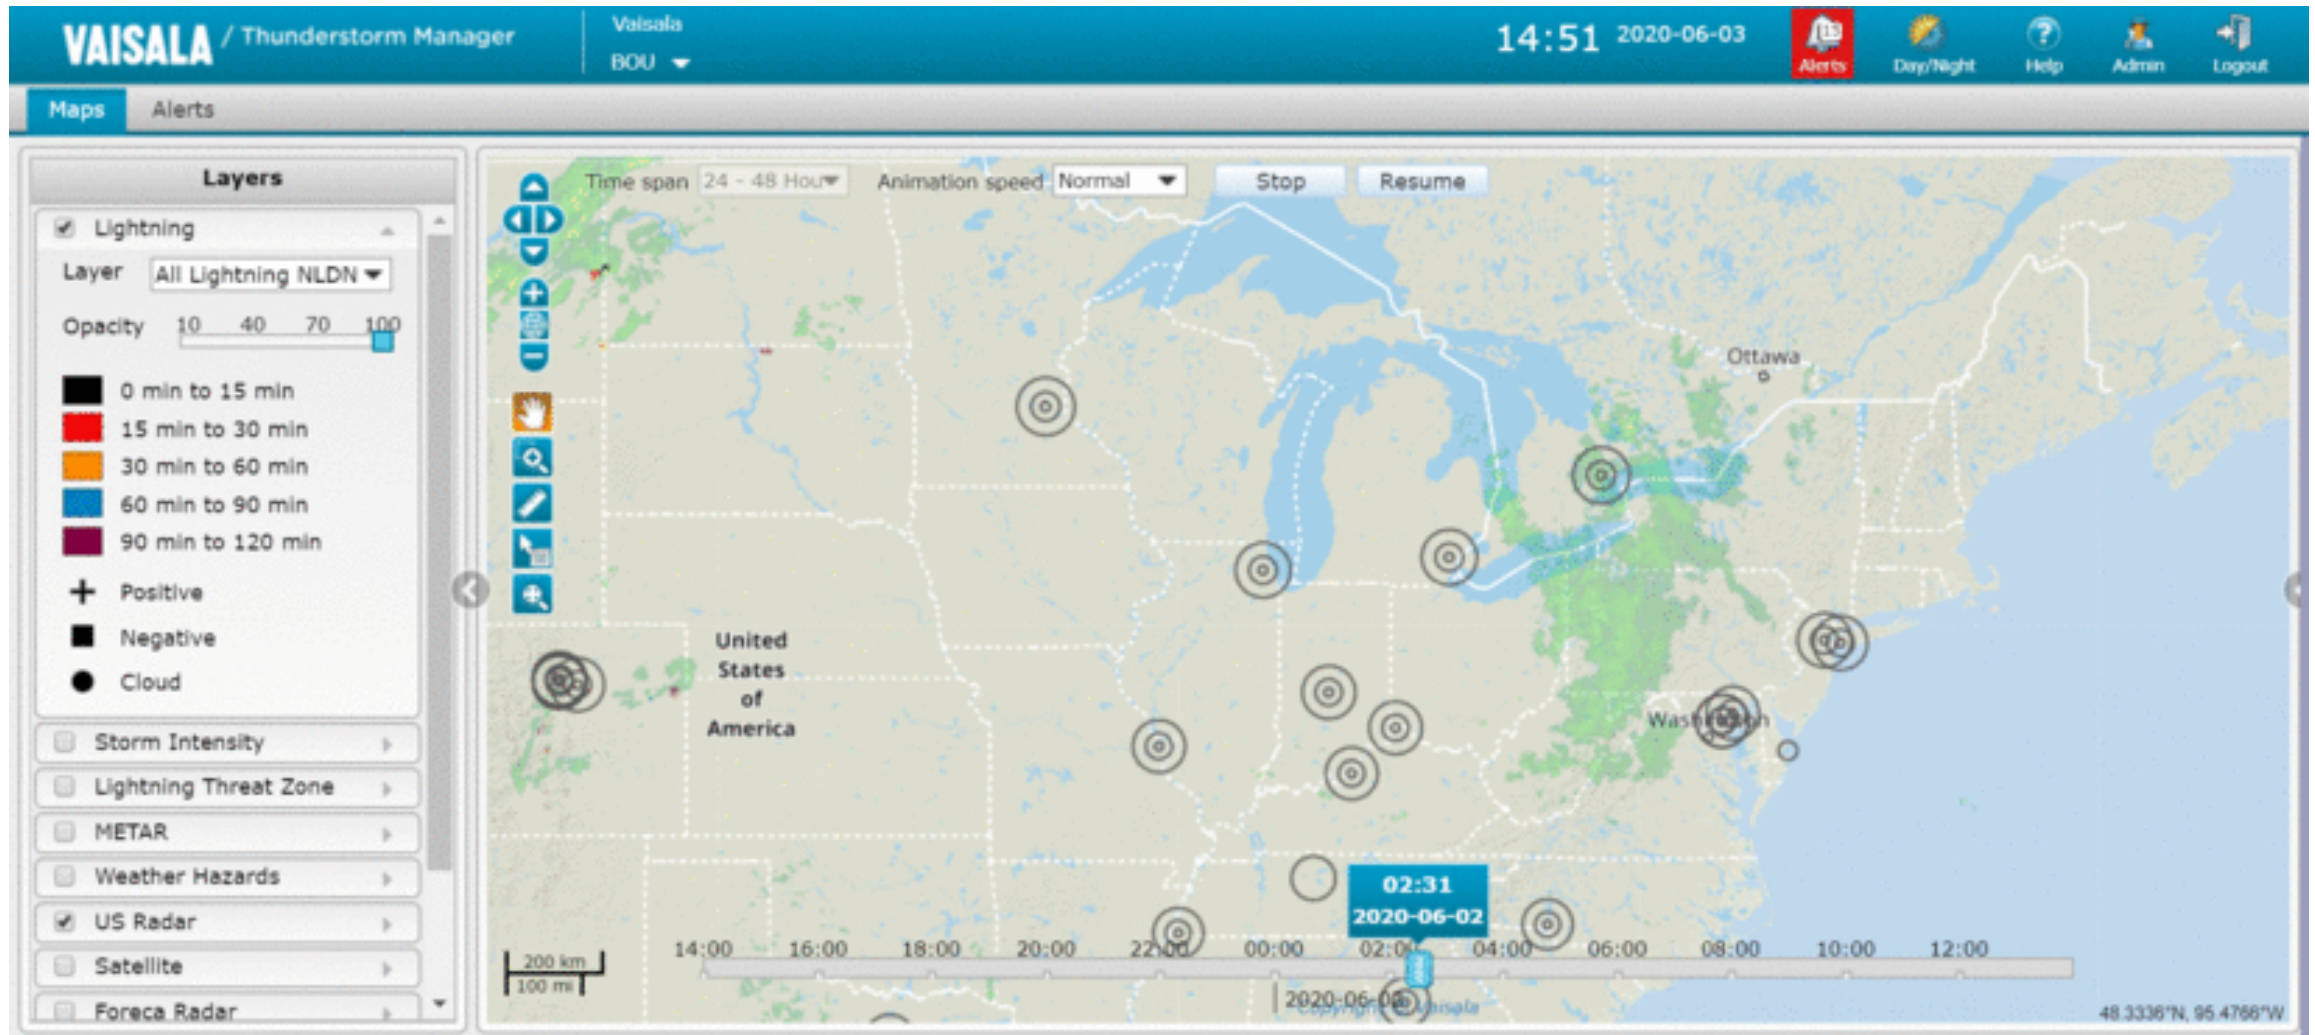 VAISALA / Thunderstorm Manager
Vaisala
BOU
14:51 2020-06-03
Alerts
Day/Night
Help
Admin
Logout
Maps
Alerts
Layers
Lightning
Layer All Lightning NLDN
Opacity 10 40 70 100
0 min to 15 min
15 min to 30 min
30 min to 60 min
60 min to 90 min
90 min to 120 min
Positive
Negative
Cloud
Storm Intensity
Lightning Threat Zone
METAR
Weather Hazards
US Radar
Satellite
Foreca Radar
Time span 24 - 48 Hou Animation speed Normal Stop Resume
Ottawa
United
States
of
America
Washington
02:31
2020-06-02
14:00 16:00 18:00 20:00 22:00 00:00 02:00 04:00 06:00 08:00 10:00 12:00
200 km
100 mi
2020-06-02
Copyright © Vaisala
48.3336°N, 95.4766°W